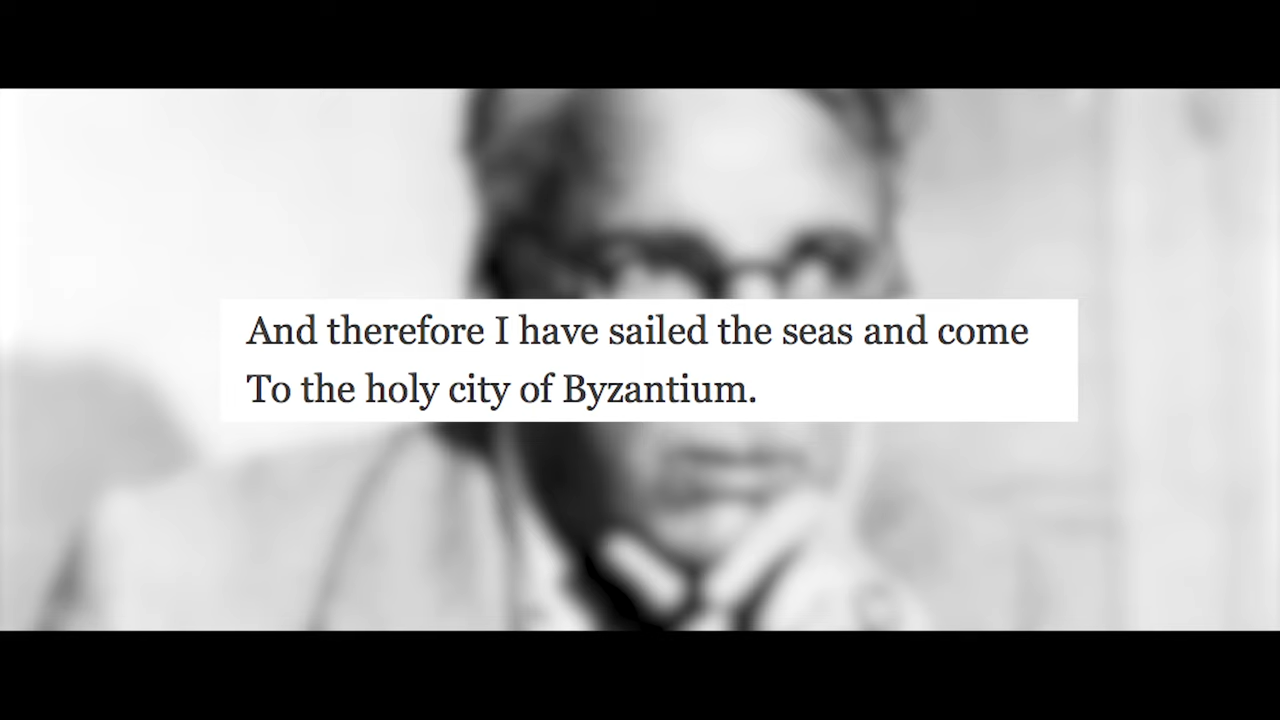 And therefore I have sailed the seas and come
To the holy city of Byzantium.